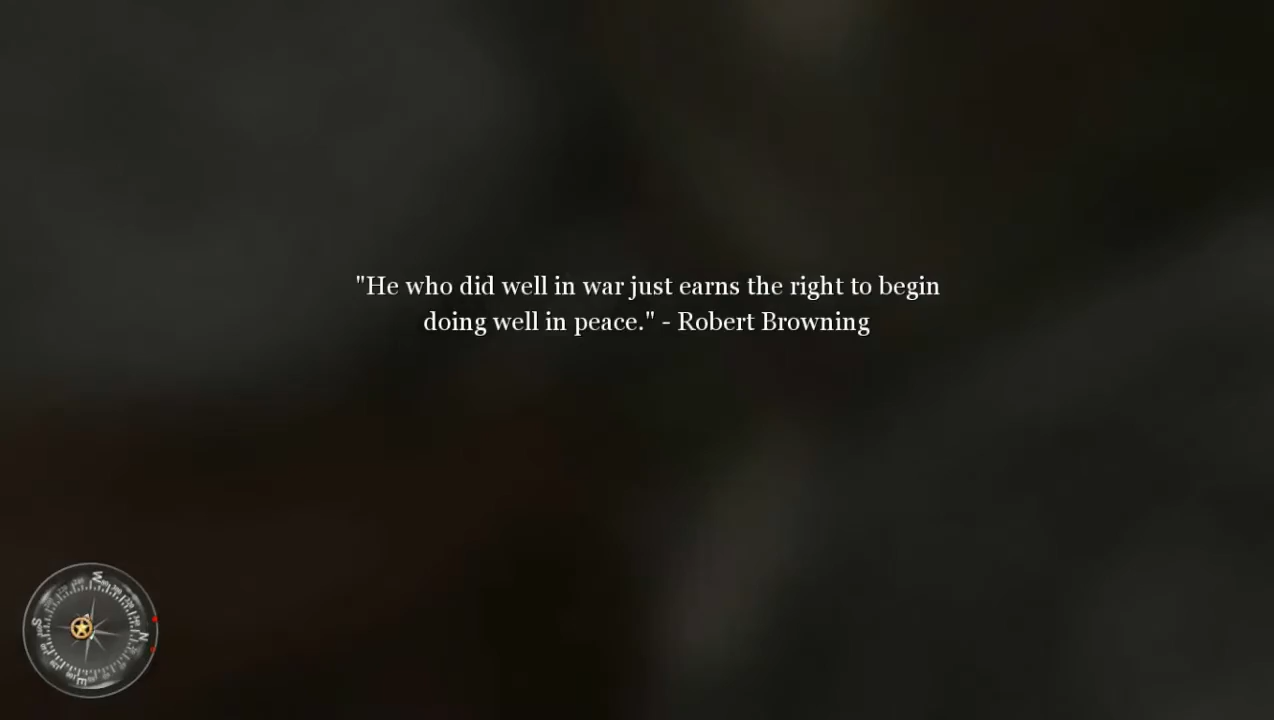 "He who did well in war just earns the right to begin
doing well in peace." - Robert Browning
W
S
N
E